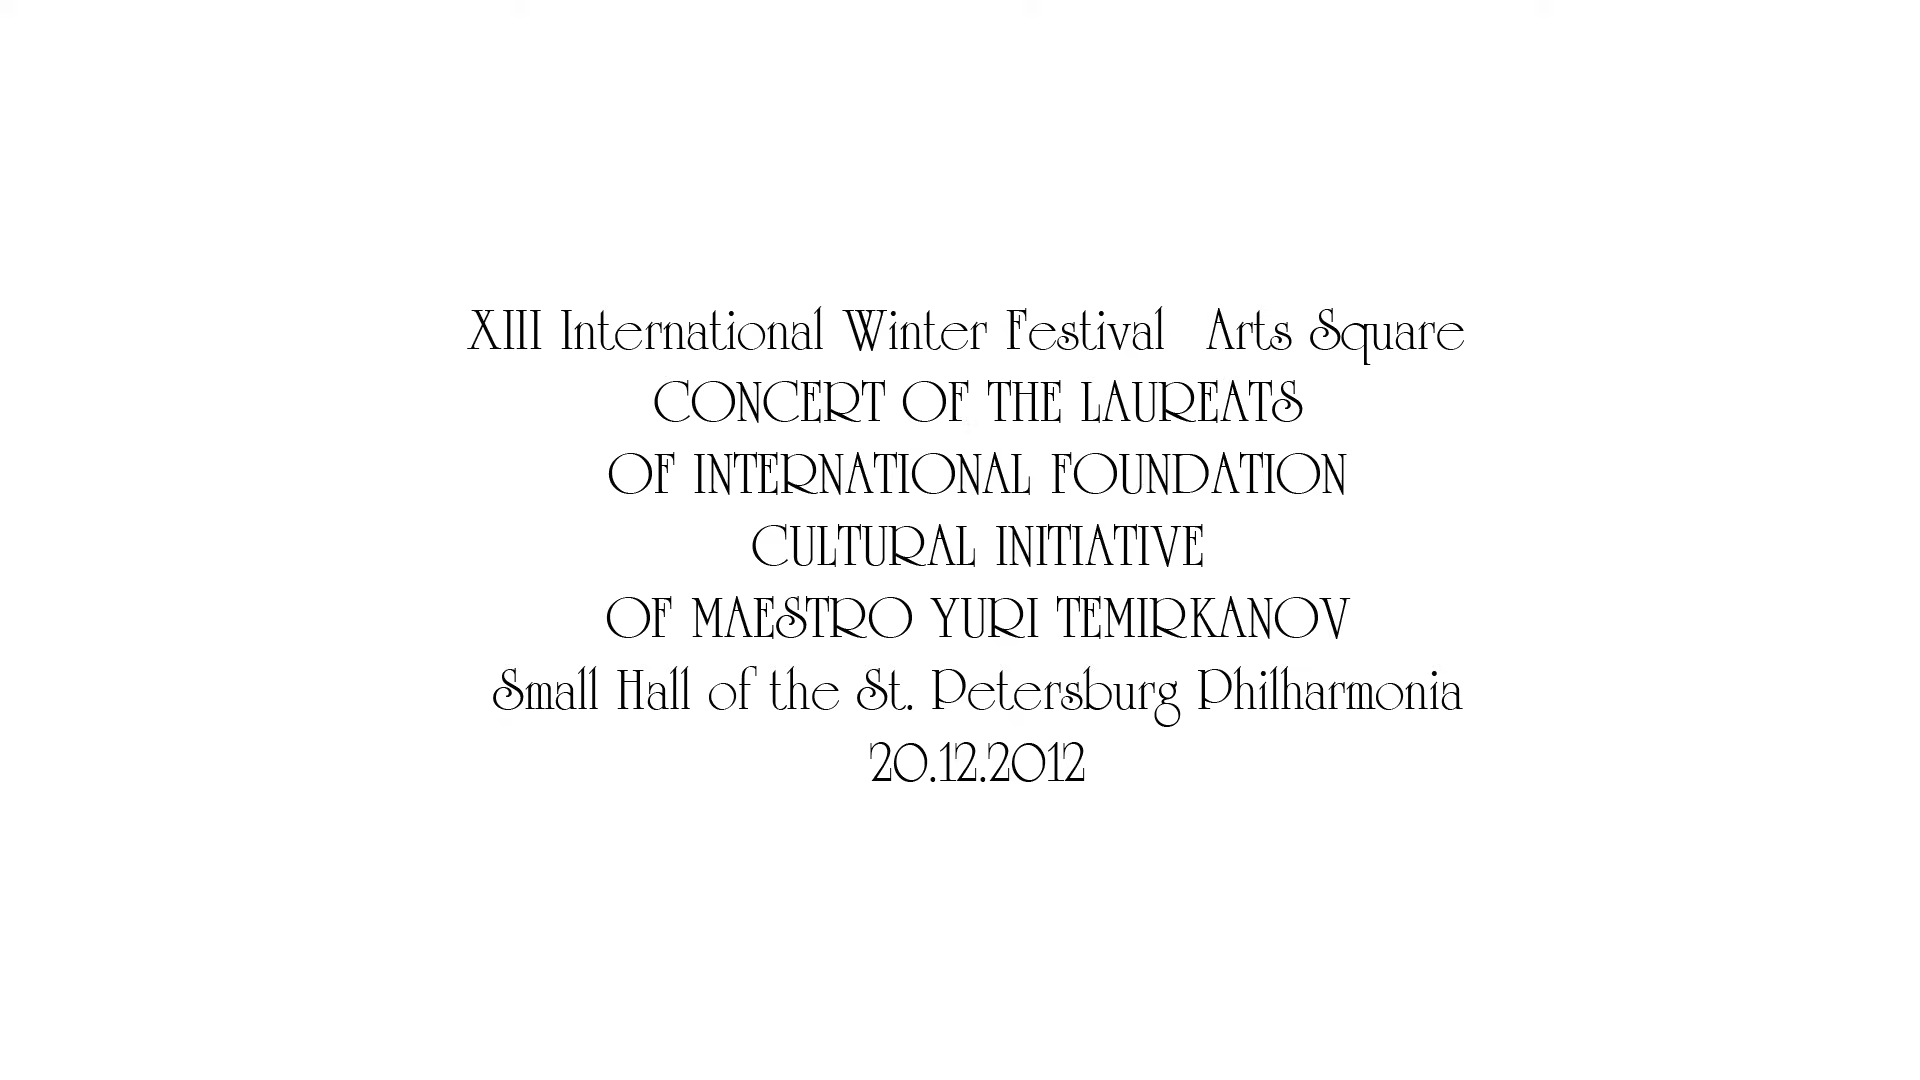 XIII International Winter Festival Arts Square
CONCERT OF THE LAUREATS
OF INTERNATIONAL FOUNDATION
CULTURAL INITIATIVE
OF MAESTRO YURI TEMIRKANOV
Small Hall of the St. Petersburg Philharmonia
20.12.2012